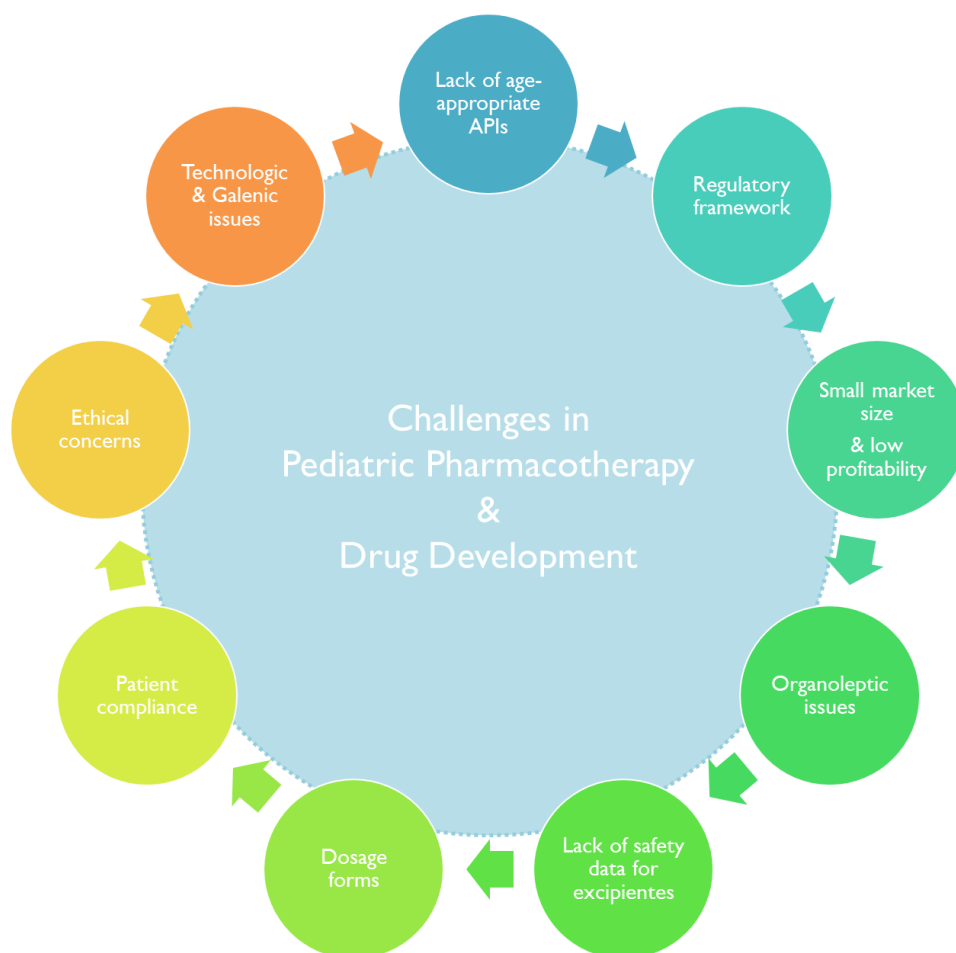 Lack of age-
appropriate
APIs
Regulatory
framework
Small market
size
& low
profitability
Organoleptic
issues
Lack of safety
data for
excipientes
Dosage
forms
Patient
compliance
Ethical
concerns
Technologic
& Galenic
issues
Challenges in
Pediatric Pharmacotherapy
&
Drug Development